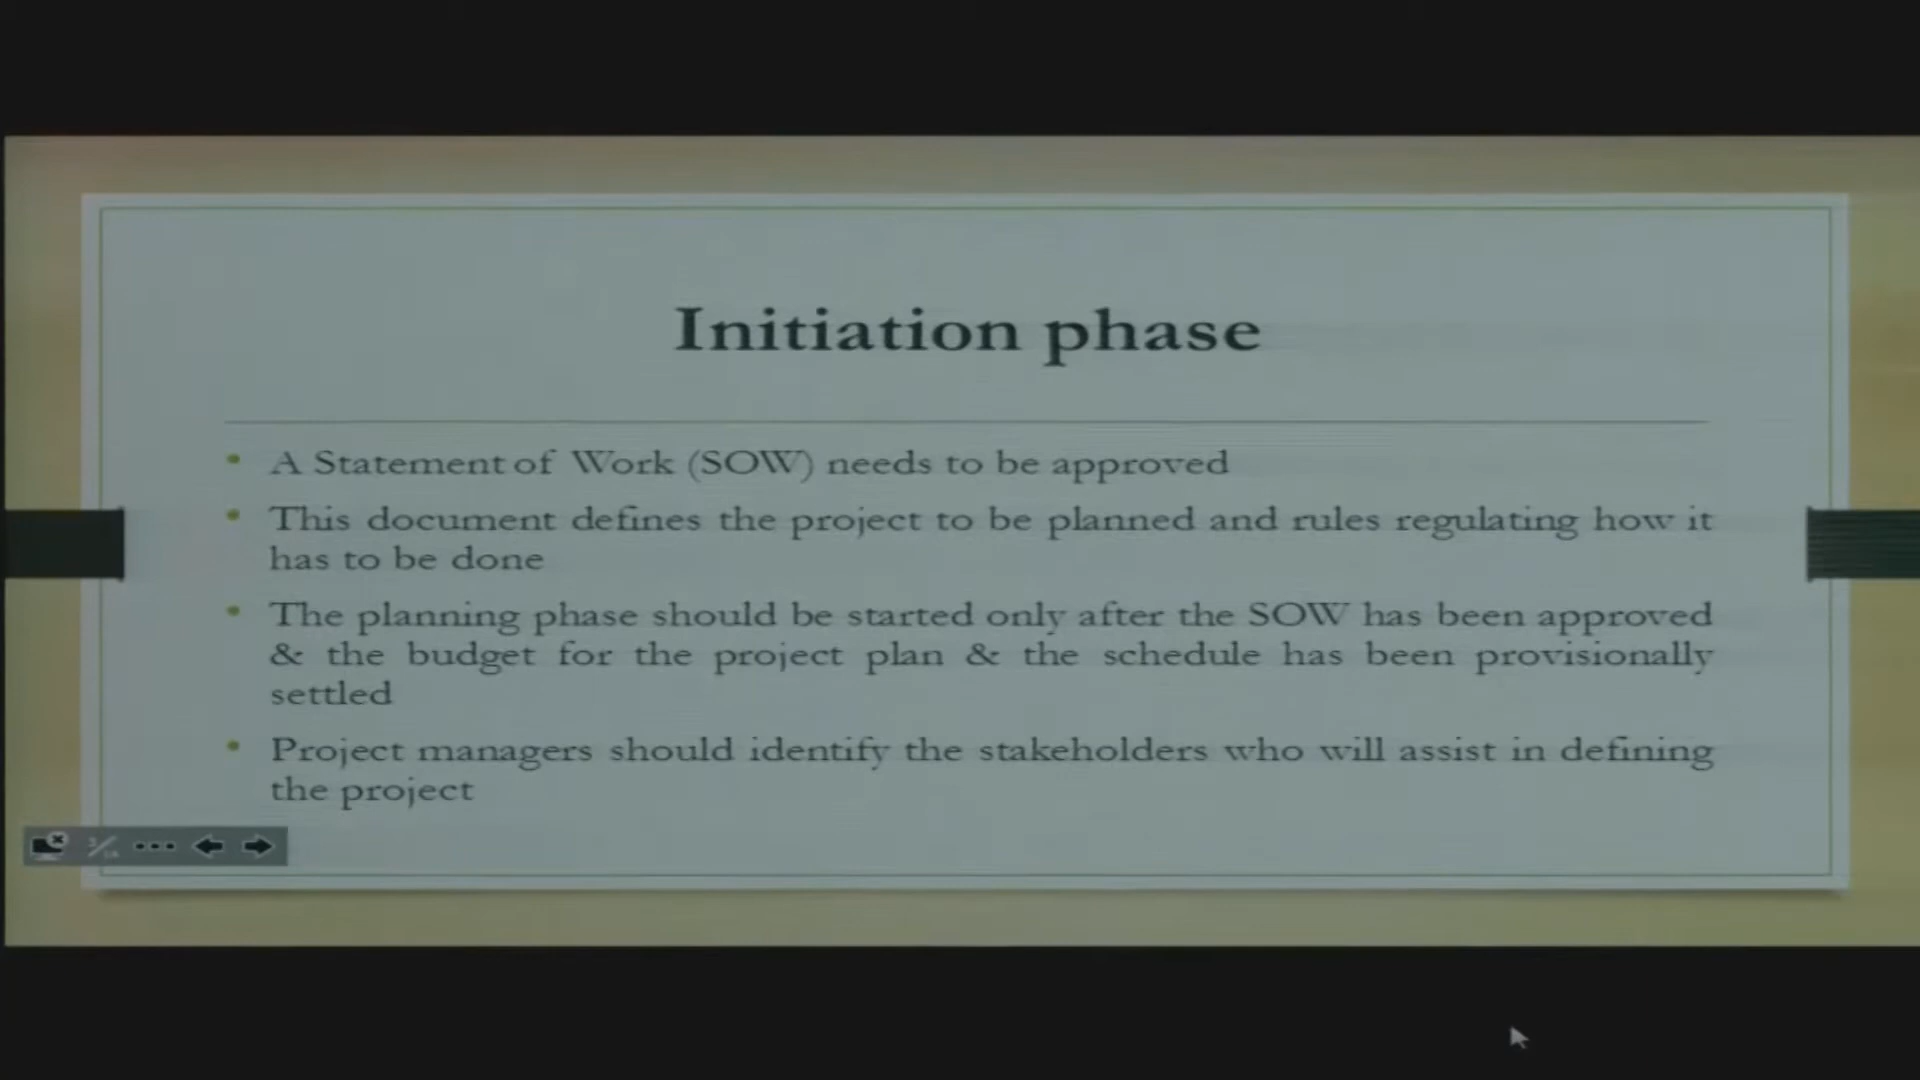 Initiation phase
• A Statement of Work (SOW) needs to be approved
• This document defines the project to be planned and rules regulating how it
has to be done
• The planning phase should be started only after the SOW has been approved
& the budget for the project plan & the schedule has been provisionally
settled
• Project managers should identify the stakeholders who will assist in defining
the project